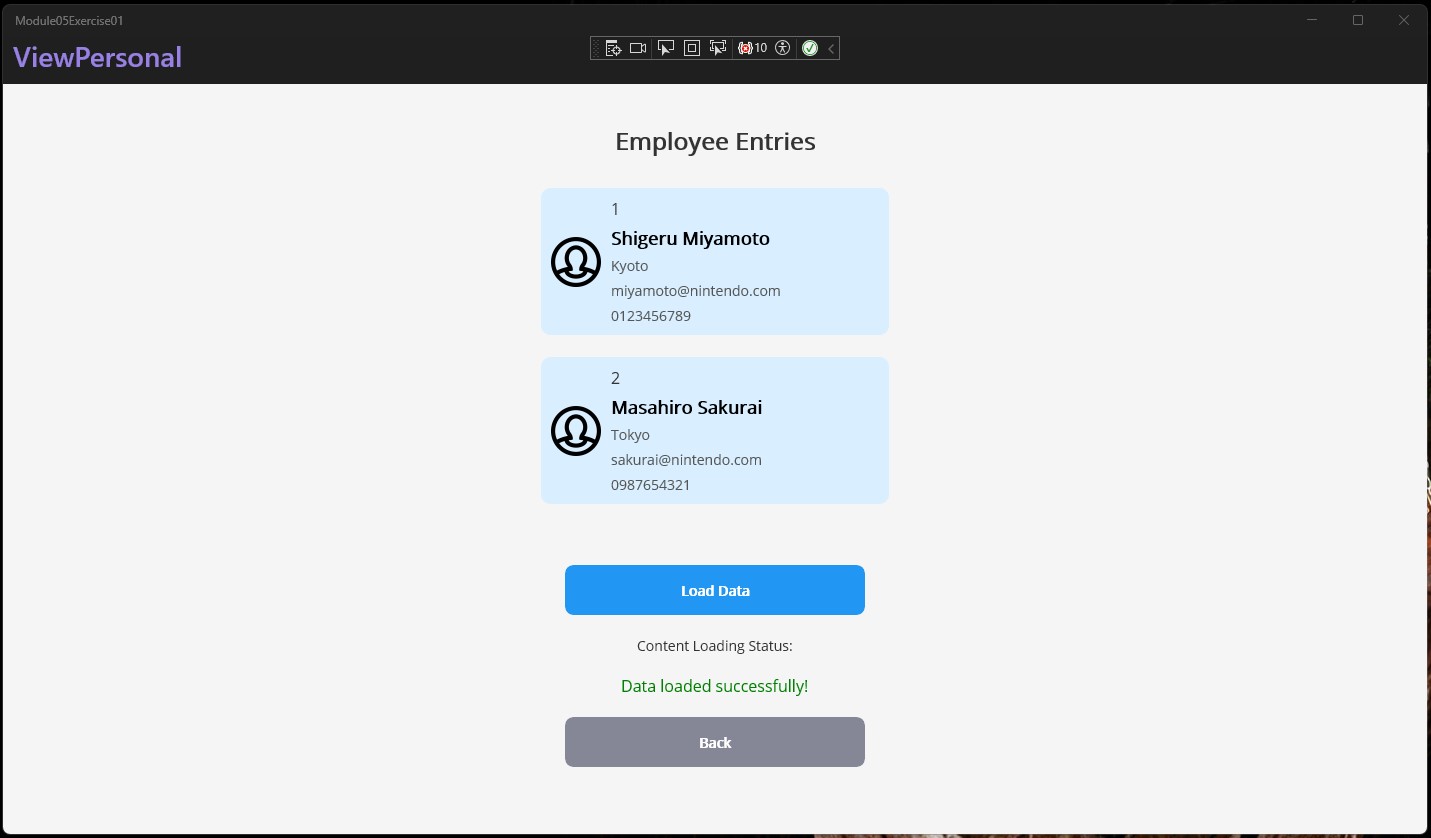 Module05Exercise01
ViewPersonal
10
Employee Entries
1
Shigeru Miyamoto
Kyoto
miyamoto@nintendo.com
0123456789
2
Masahiro Sakurai
Tokyo
sakurai@nintendo.com
0987654321
Load Data
Content Loading Status:
Data loaded successfully!
Back